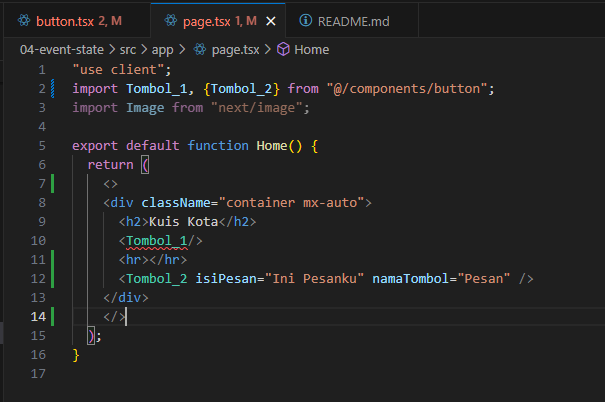 button.tsx 2, M
page.tsx 1, M
README.md
04-event-state > src > app > page.tsx > Home
1 "use client";
2 import Tombol_1, {Tombol_2} from "@/components/button";
3 import Image from "next/image";
4
5 export default function Home() {
6 return (
7 <>
8 <div className="container mx-auto">
9 <h2>Kuis Kota</h2>
10 <Tombol_1/>
11 <hr></hr>
12 <Tombol_2 isiPesan="Ini Pesanku" namaTombol="Pesan" />
13 </div>
14 </>
15 );
16 }
17